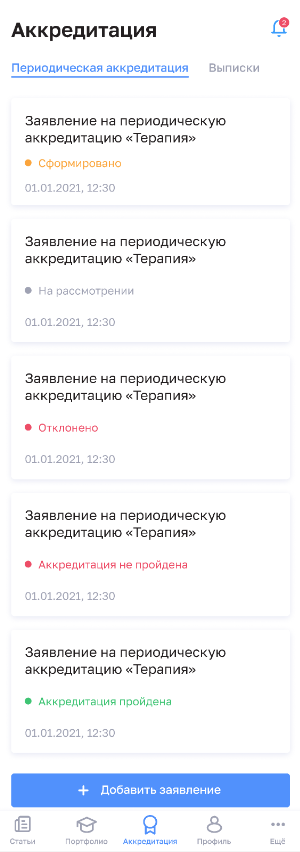 Аккредитация
2
Периодическая аккредитация Выписки
Заявление на периодическую
аккредитацию «Терапия»
Сформировано
01.01.2021, 12:30
Заявление на периодическую
аккредитацию «Терапия»
На рассмотрении
01.01.2021, 12:30
Заявление на периодическую
аккредитацию «Терапия»
Отклонено
01.01.2021, 12:30
Заявление на периодическую
аккредитацию «Терапия»
Аккредитация не пройдена
01.01.2021, 12:30
Заявление на периодическую
аккредитацию «Терапия»
Аккредитация пройдена
01.01.2021, 12:30
+ Добавить заявление
Статьи Портфолио Аккредитация Профиль Ещё